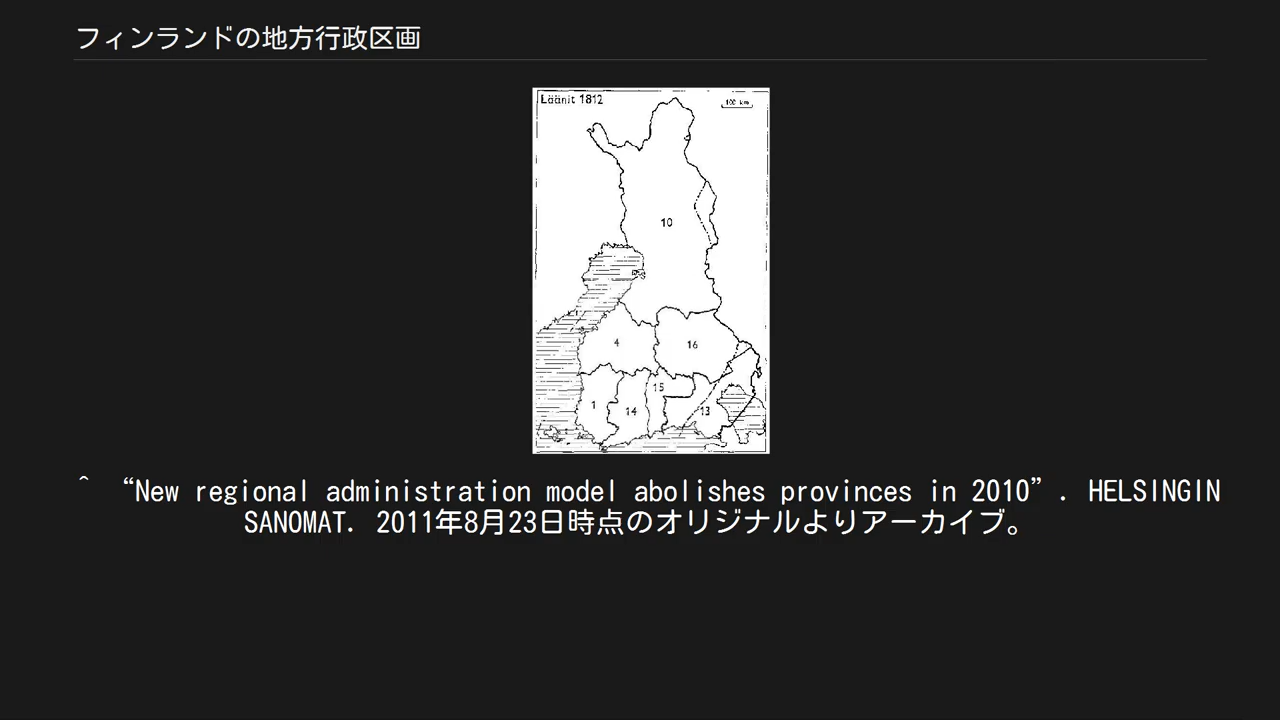 フィンランドの地方行政区画
Läänit 1812
100 km
10
4
16
15
1
14
13
^ “New regional administration model abolishes provinces in 2010”. HELSINGIN
SANOMAT. 2011年8月23日時点のオリジナルよりアーカイブ。